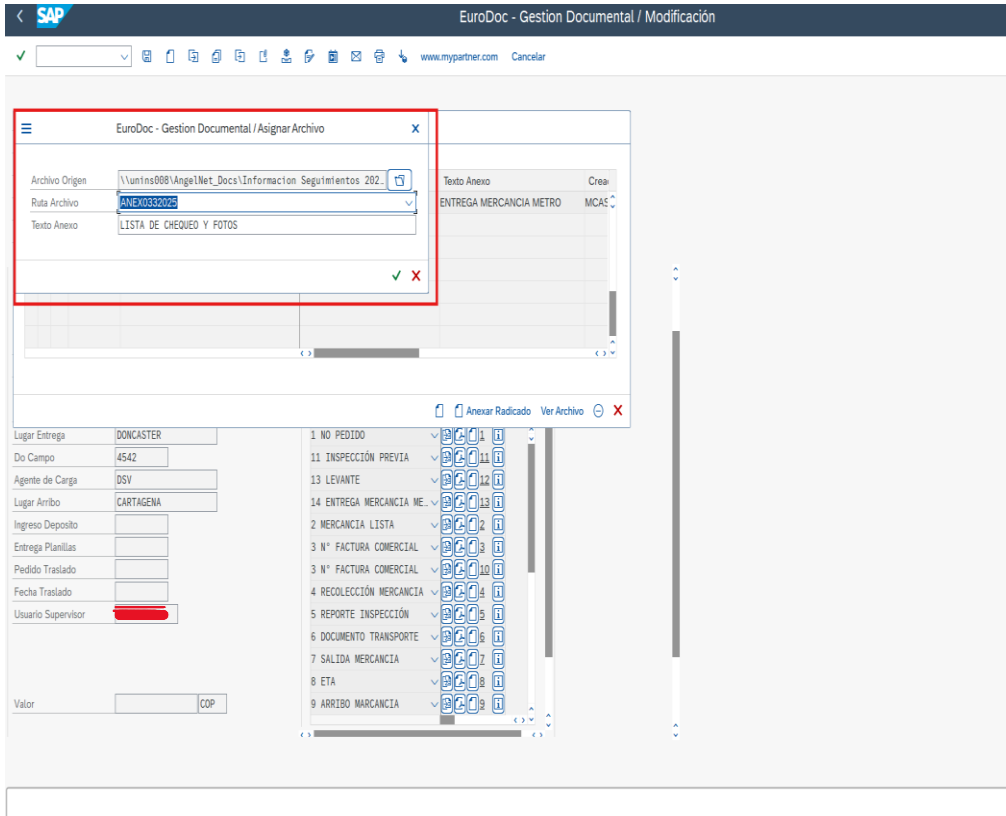 SAP
EuroDoc - Gestion Documental / Modificación
www.mypartner.com Cancelar
EuroDoc - Gestion Documental / Asignar Archivo
Archivo Origen \\unins008\AngelNet_Docs\Informacion Seguimientos 202…
Ruta Archivo ANEX0332025
Texto Anexo LISTA DE CHEQUEO Y FOTOS
Texto Anexo Crea
ENTREGA MERCANCIA METRO MCAS
Anexar Radicado Ver Archivo
Lugar Entrega DONCASTER
Do Campo 4542
Agente de Carga DSV
Lugar Arribo CARTAGENA
Ingreso Deposito
Entrega Planillas
Pedido Traslado
Fecha Traslado
Usuario Supervisor
Valor COP
1 NO PEDIDO 1
11 INSPECCIÓN PREVIA 11
13 LEVANTE 12
14 ENTREGA MERCANCIA ME… 13
2 MERCANCIA LISTA 2
3 N° FACTURA COMERCIAL 3
3 N° FACTURA COMERCIAL 10
4 RECOLECCIÓN MERCANCIA 4
5 REPORTE INSPECCIÓN 5
6 DOCUMENTO TRANSPORTE 6
7 SALIDA MERCANCIA 7
8 ETA 8
9 ARRIBO MARCANCIA 9